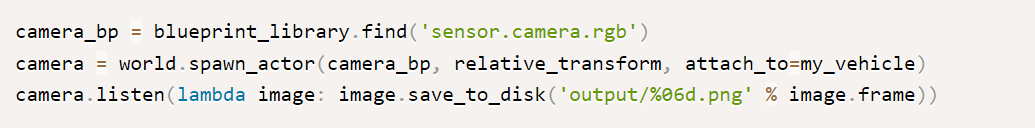 camera_bp = blueprint_library.find('sensor.camera.rgb')
camera = world.spawn_actor(camera_bp, relative_transform, attach_to=my_vehicle)
camera.listen(lambda image: image.save_to_disk('output/%06d.png' % image.frame))